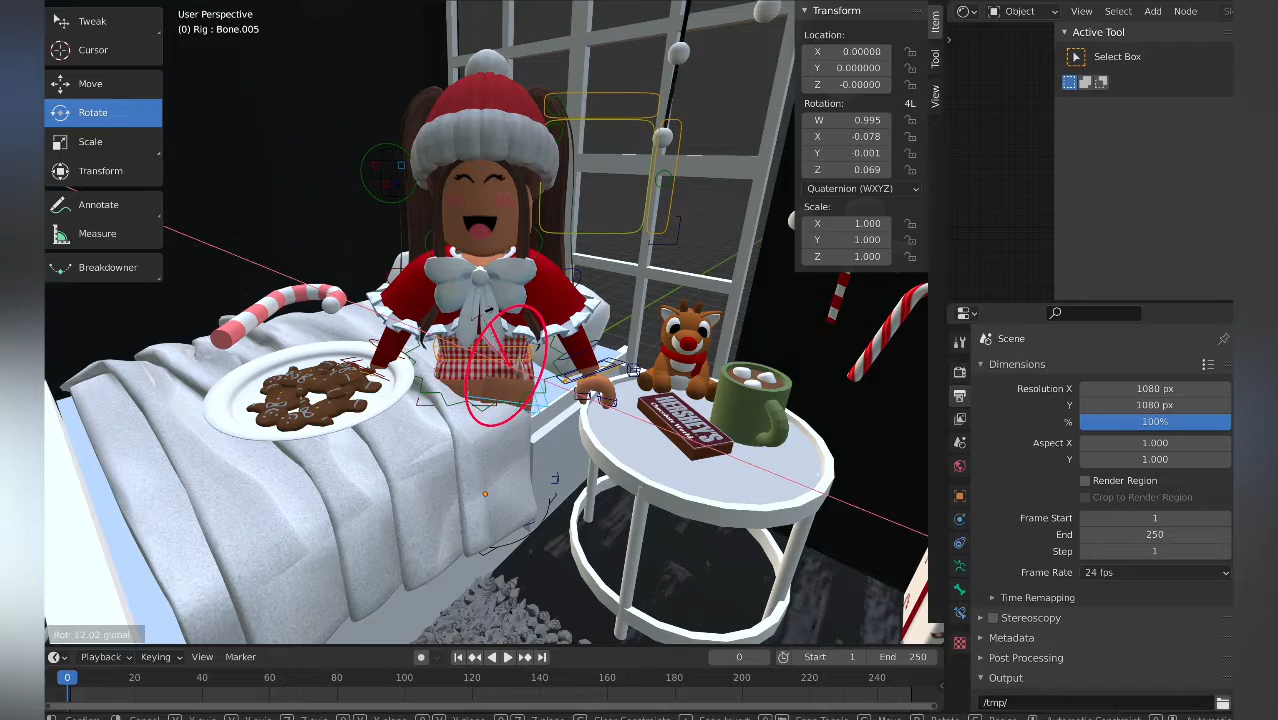 User Perspective
(0) Rig : Bone.005
Tweak
Cursor
Move
Rotate
Scale
Transform
Annotate
Measure
Breakdowner
Transform
Location:
X 0.00000
Y 0.000000
Z -0.00000
Rotation: 4L
W 0.995
X -0.078
Y -0.001
Z 0.069
Quaternion (WXYZ)
Scale:
X 1.000
Y 1.000
Z 1.000
Item
Tool
View
Object
View
Select
Add
Node
Active Tool
Select Box
HERSHEY'S
Chocolate World
Scene
Dimensions
Resolution X 1080 px
Y 1080 px
% 100%
Aspect X 1.000
Y 1.000
Render Region
Crop to Render Region
Frame Start 1
End 250
Step 1
Frame Rate 24 fps
Time Remapping
Stereoscopy
Metadata
Post Processing
Output
/tmp/
Rot: 12.02 global
Playback
Keying
View
Marker
0
Start 1
End 250
0 20 40 60 80 100 120 140 160 180 200 220 240